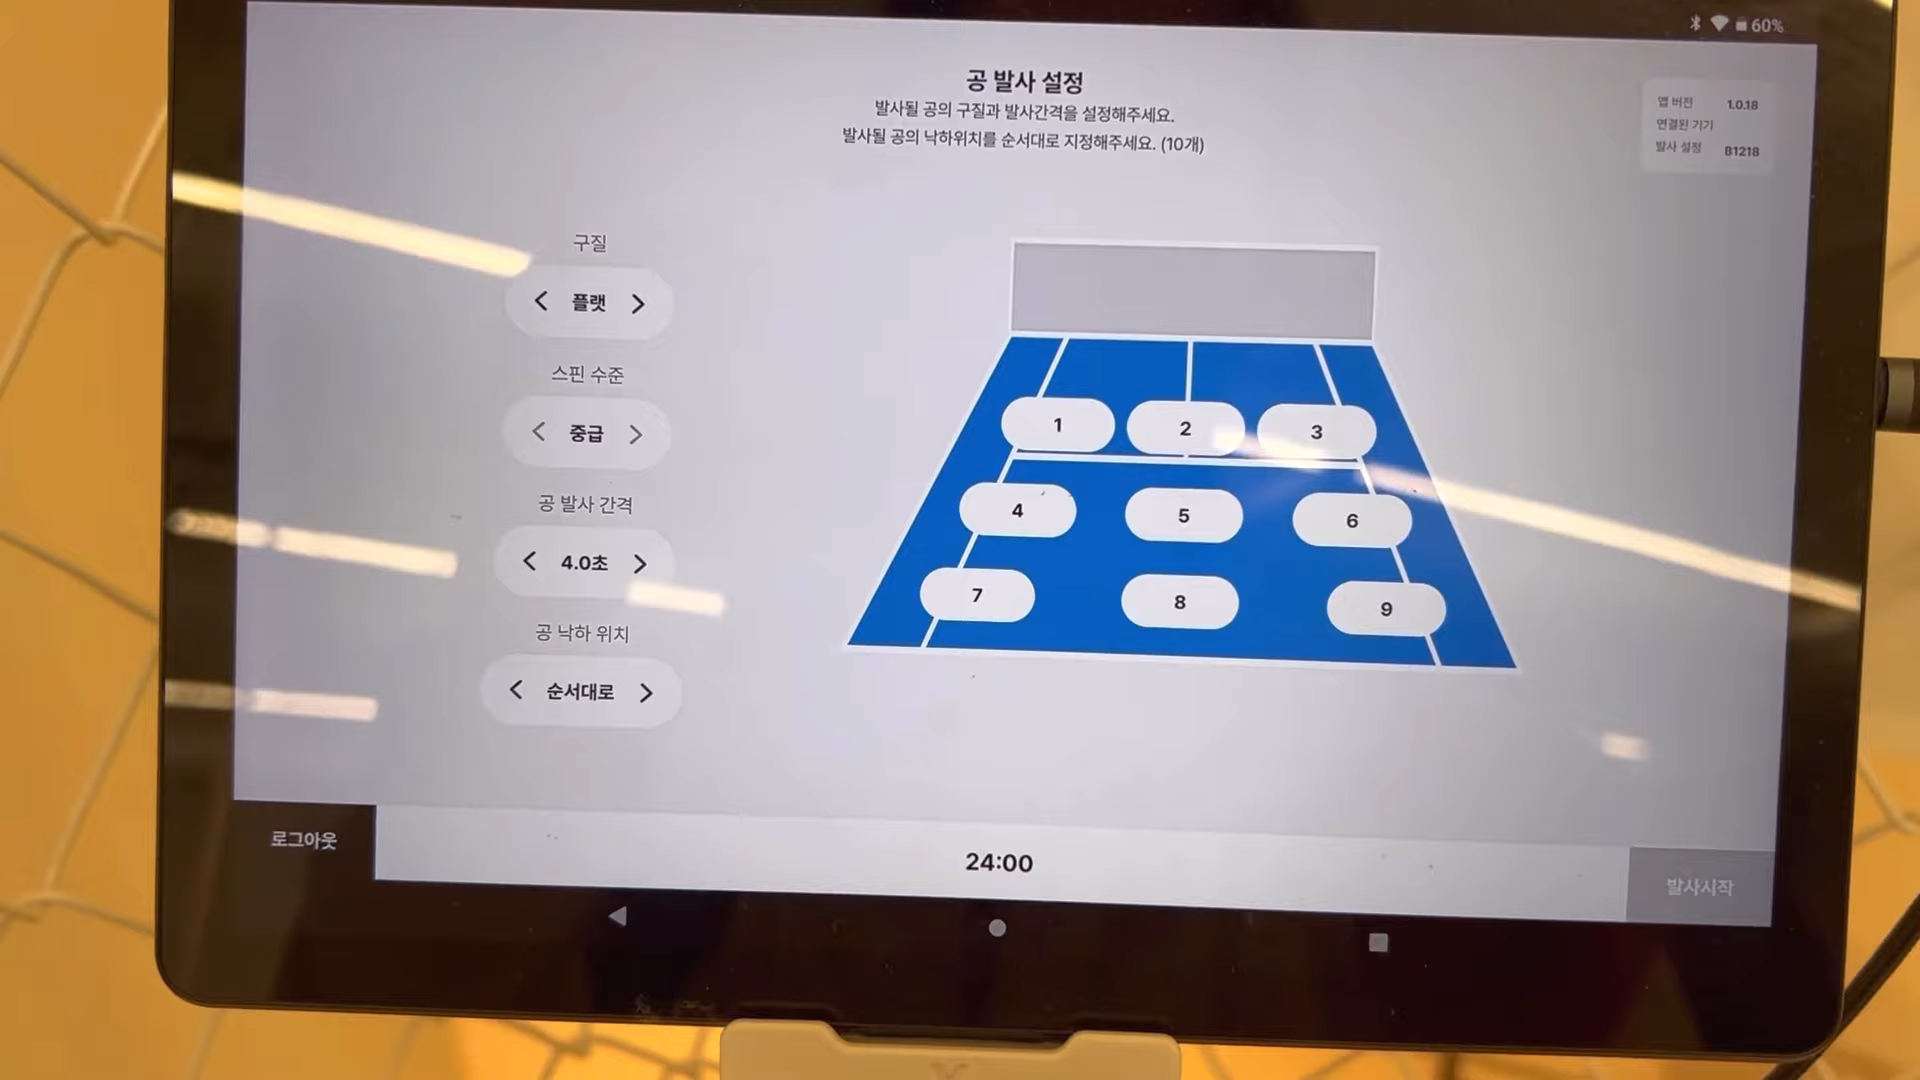 60%
공 발사 설정
발사될 공의 구질과 발사간격을 설정해주세요.
발사될 공의 낙하위치를 순서대로 지정해주세요. (10개)
앱 버전 1.0.18
연결된 기기
발사 설정 B1218
구질
< 플랫 >
스핀 수준
< 중급 >
공 발사 간격
< 4.0초 >
공 낙하 위치
< 순서대로 >
1 2 3
4 5 6
7 8 9
로그아웃
24:00
발사시작